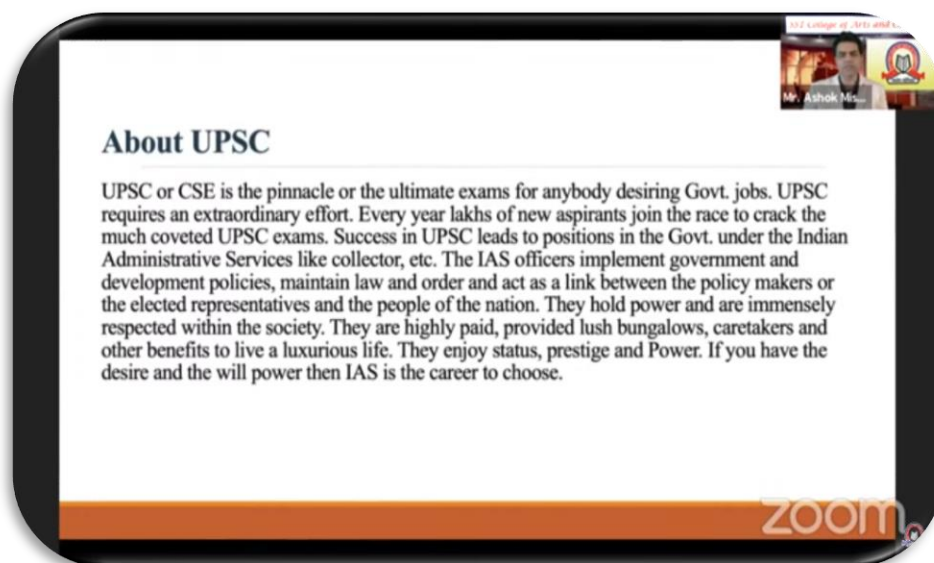 SST College of Arts and C
Mr. Ashok Mis...
About UPSC
UPSC or CSE is the pinnacle or the ultimate exams for anybody desiring Govt. jobs. UPSC
requires an extraordinary effort. Every year lakhs of new aspirants join the race to crack the
much coveted UPSC exams. Success in UPSC leads to positions in the Govt. under the Indian
Administrative Services like collector, etc. The IAS officers implement government and
development policies, maintain law and order and act as a link between the policy makers or
the elected representatives and the people of the nation. They hold power and are immensely
respected within the society. They are highly paid, provided lush bungalows, caretakers and
other benefits to live a luxurious life. They enjoy status, prestige and Power. If you have the
desire and the will power then IAS is the career to choose.
zoom